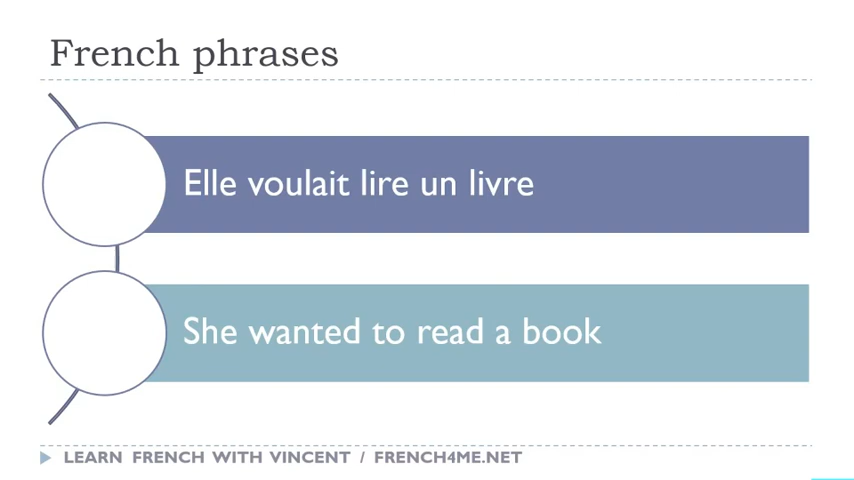 French phrases
Elle voulait lire un livre
She wanted to read a book
LEARN FRENCH WITH VINCENT / FRENCH4ME.NET